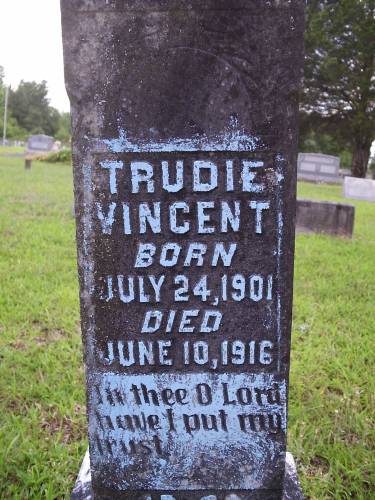 TRUDIE
VINCENT
BORN
JULY 24, 1901
DIED
JUNE 10, 1916
In thee O Lord
have I put my
trust.